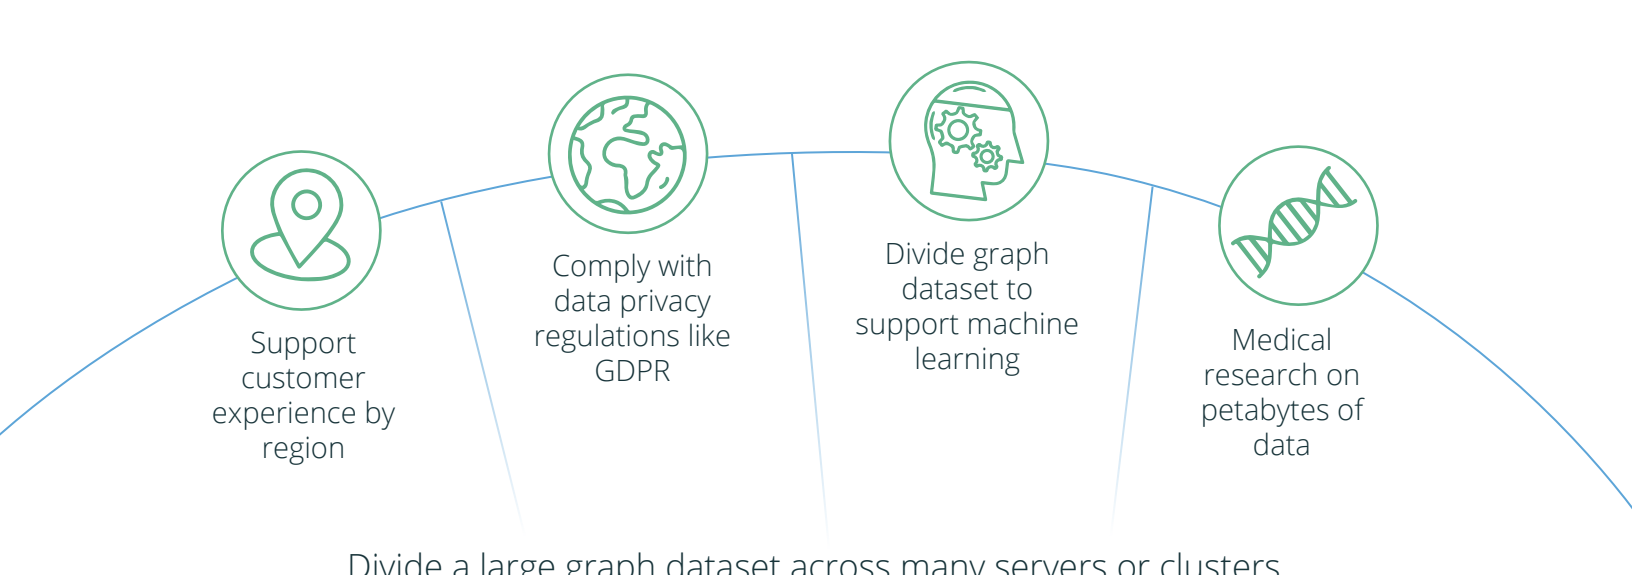 Support
customer
experience by
region
Comply with
data privacy
regulations like
GDPR
Divide graph
dataset to
support machine
learning
Medical
research on
petabytes of
data
Divide a large graph dataset across many servers or clusters